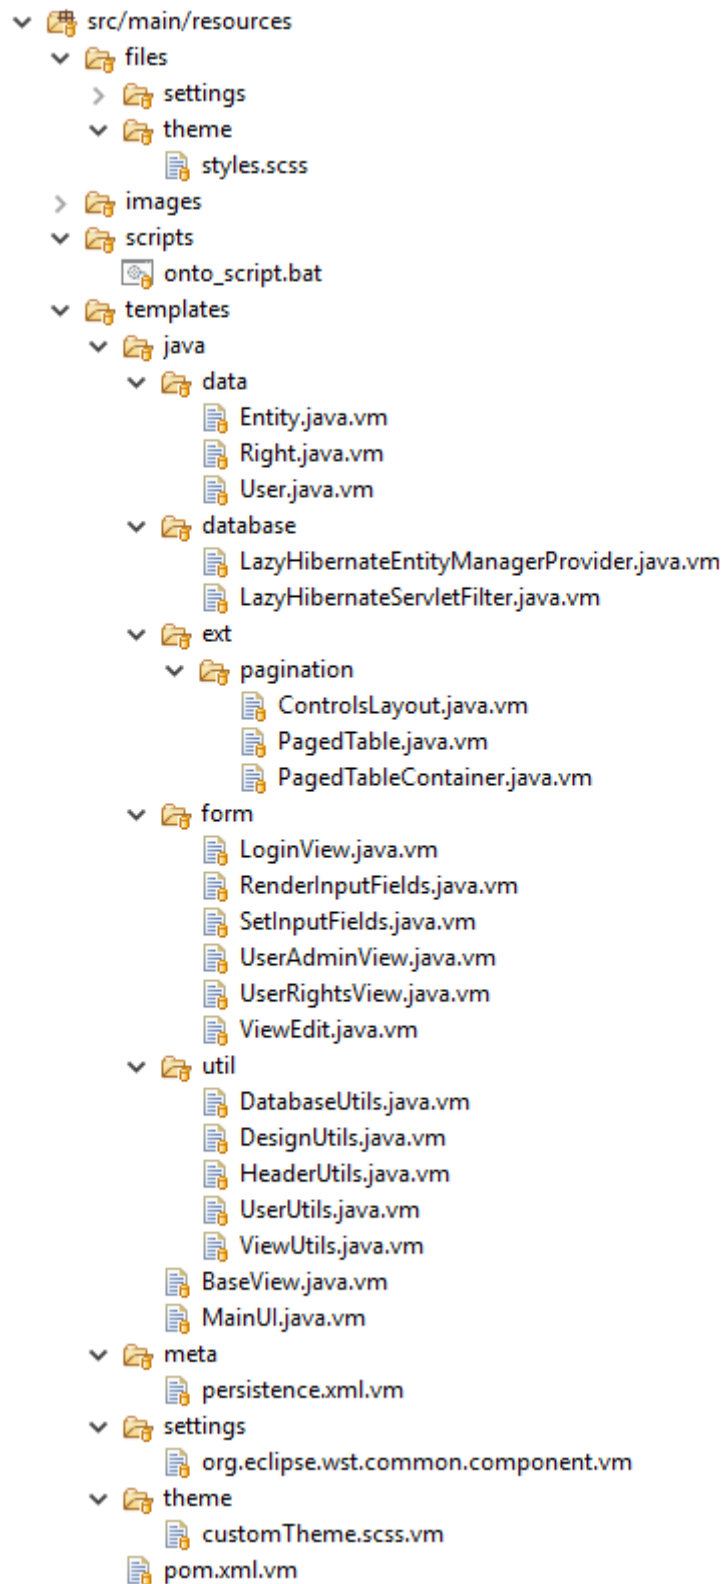 src/main/resources
files
settings
theme
styles.scss
images
scripts
onto_script.bat
templates
java
data
Entity.java.vm
Right.java.vm
User.java.vm
database
LazyHibernateEntityManagerProvider.java.vm
LazyHibernateServletFilter.java.vm
ext
pagination
ControlsLayout.java.vm
PagedTable.java.vm
PagedTableContainer.java.vm
form
LoginView.java.vm
RenderInputFields.java.vm
SetInputFields.java.vm
UserAdminView.java.vm
UserRightsView.java.vm
ViewEdit.java.vm
util
DatabaseUtils.java.vm
DesignUtils.java.vm
HeaderUtils.java.vm
UserUtils.java.vm
ViewUtils.java.vm
BaseView.java.vm
MainUI.java.vm
meta
persistence.xml.vm
settings
org.eclipse.wst.common.component.vm
theme
customTheme.scss.vm
pom.xml.vm